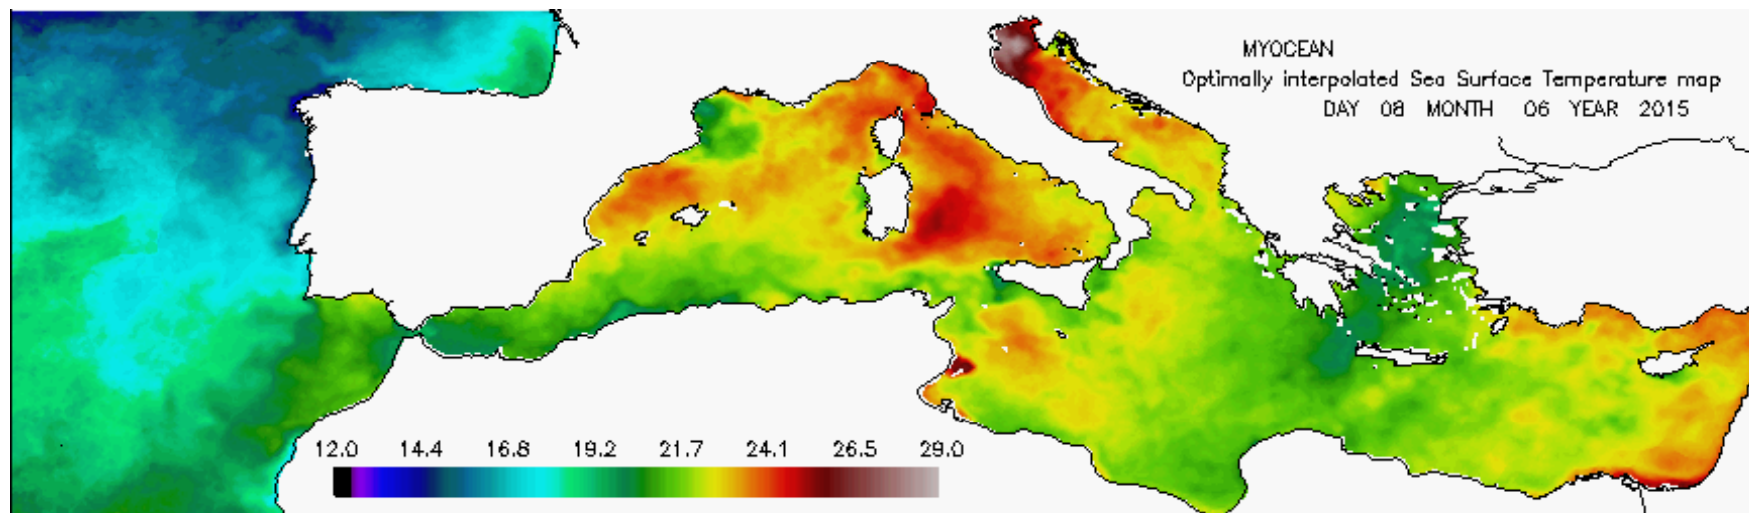 MYOCEAN
Optimally interpolated Sea Surface Temperature map
DAY 08 MONTH 06 YEAR 2015
12.0 14.4 16.8 19.2 21.7 24.1 26.5 29.0